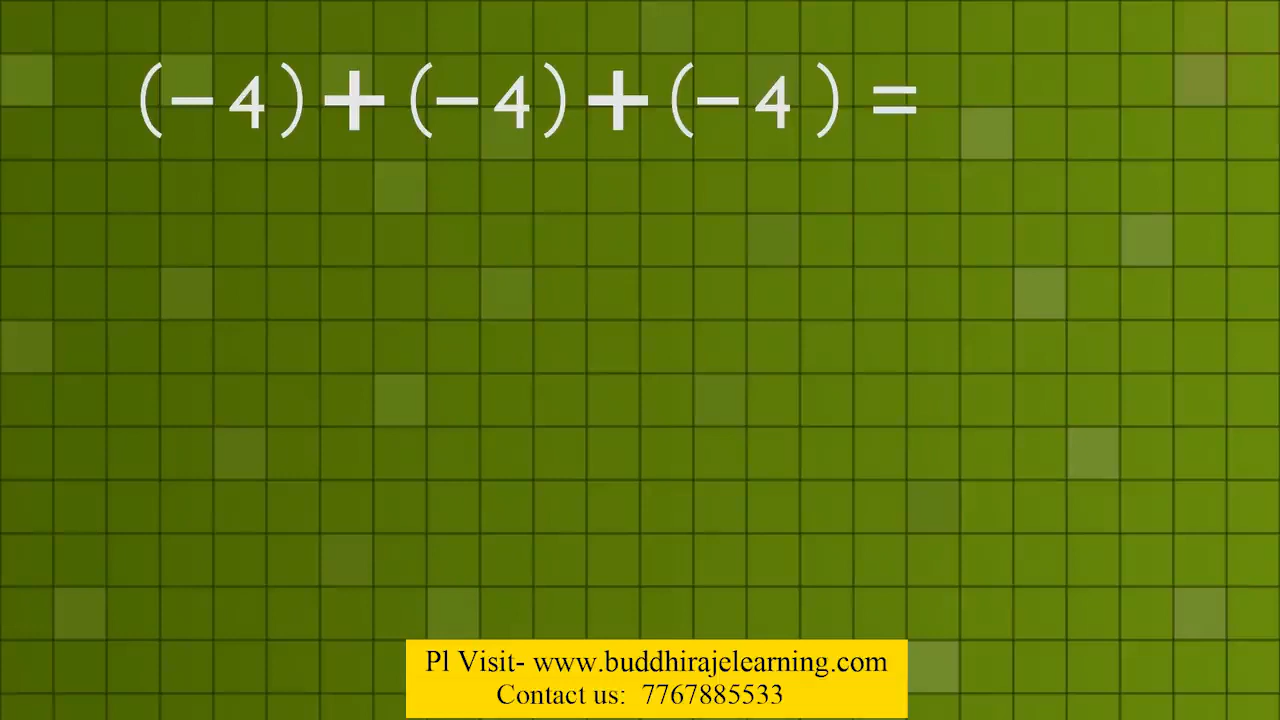 (-4)+(-4)+(-4 ) =
Pl Visit- www.buddhirajelearning.com
Contact us:  7767885533